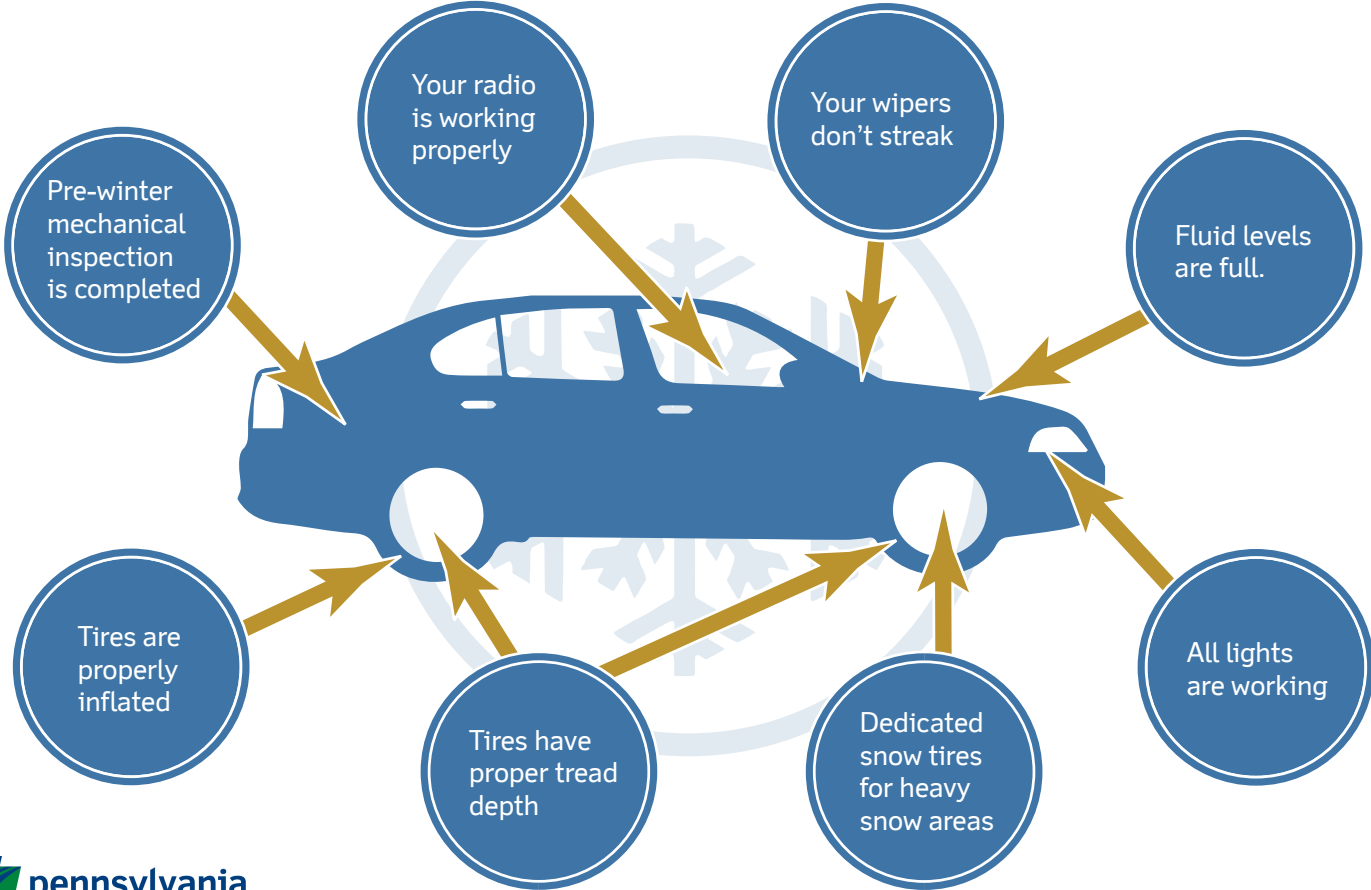 Your radio
is working
properly
Your wipers
don’t streak
Pre-winter
mechanical
inspection
is completed
Fluid levels
are full.
Tires are
properly
inflated
Tires have
proper tread
depth
Dedicated
snow tires
for heavy
snow areas
All lights
are working
pennsylvania